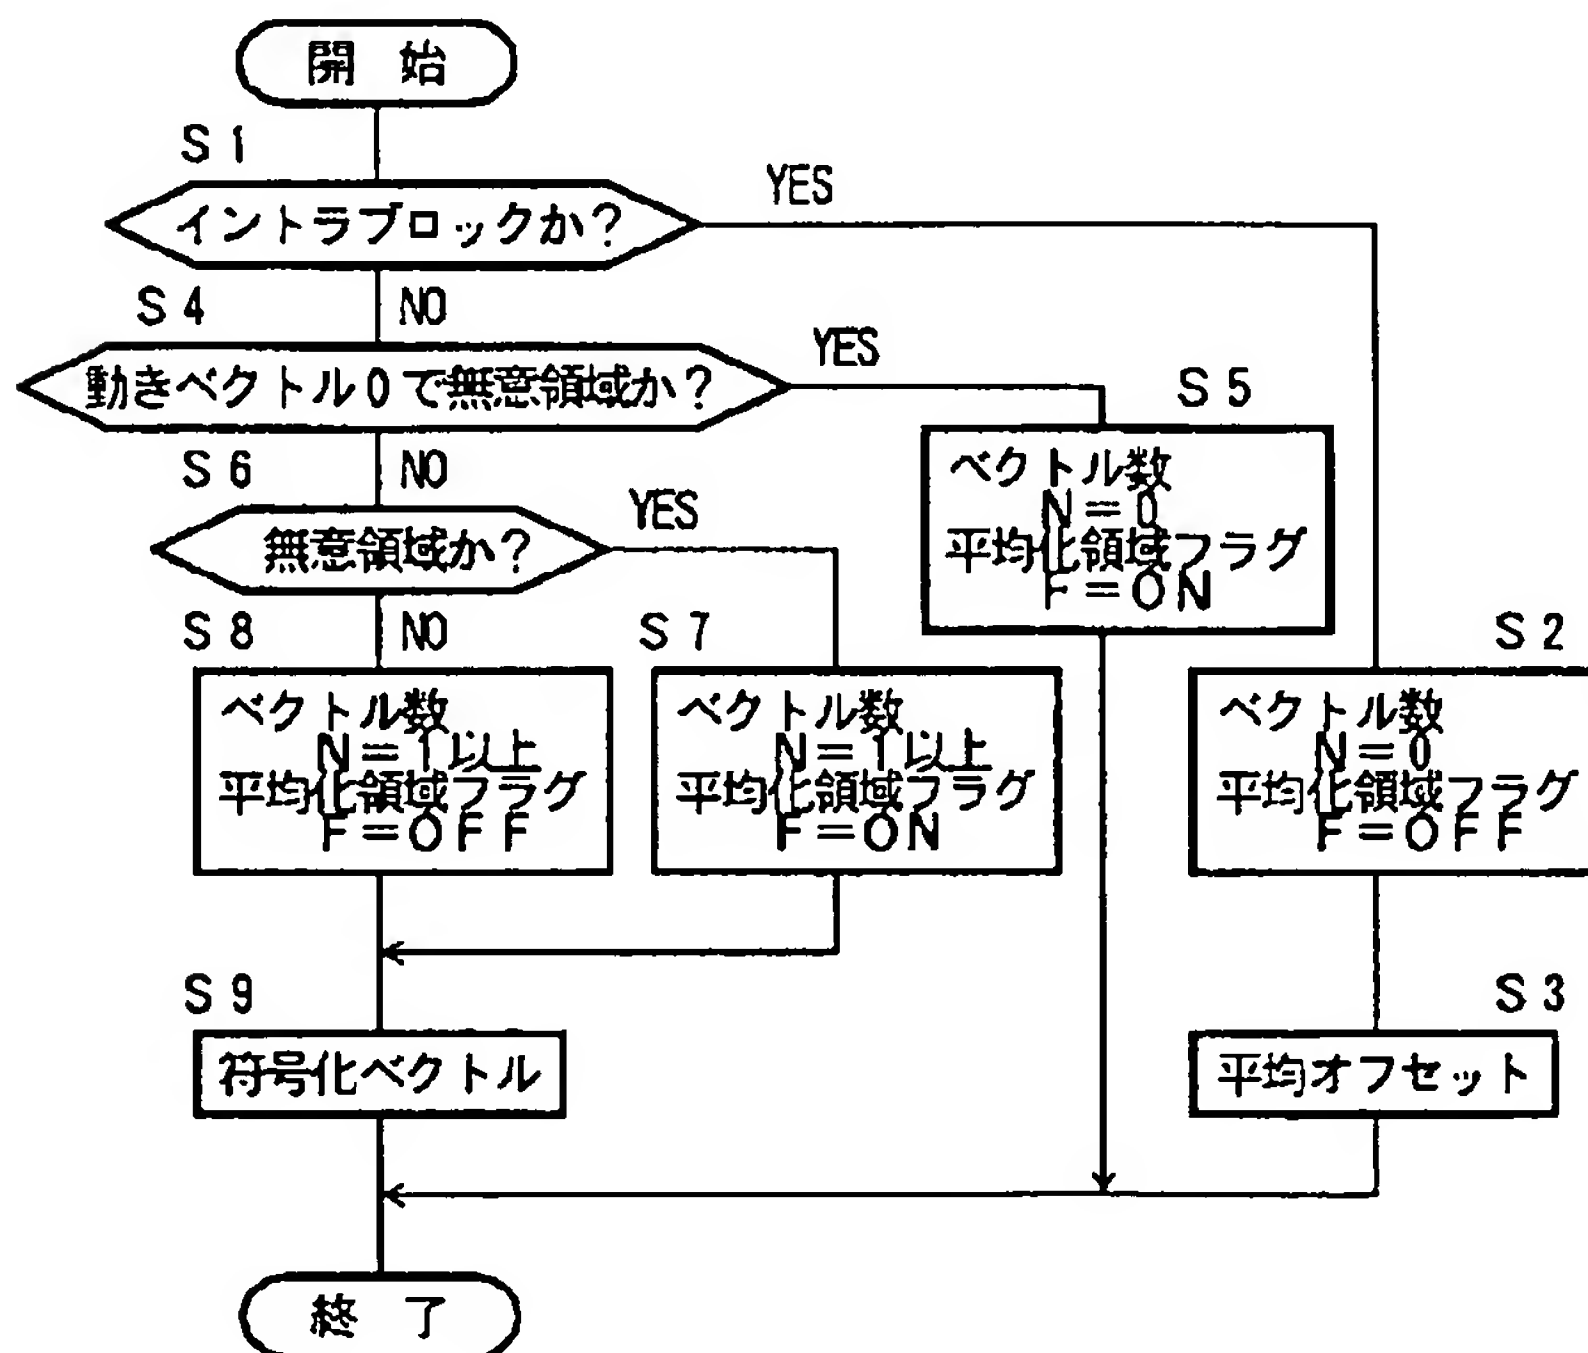 開 始
S1
イントラブロックか?
YES
S4
NO
動きベクトル0で無意領域か?
YES
S6
NO
無意領域か?
YES
S5
ベクトル数
N=0
平均化領域フラグ
F=ON
S8
NO
ベクトル数
N=1以上
平均化領域フラグ
F=OFF
S7
ベクトル数
N=1以上
平均化領域フラグ
F=ON
S2
ベクトル数
N=0
平均化領域フラグ
F=OFF
S9
符号化ベクトル
S3
平均オフセット
終 了